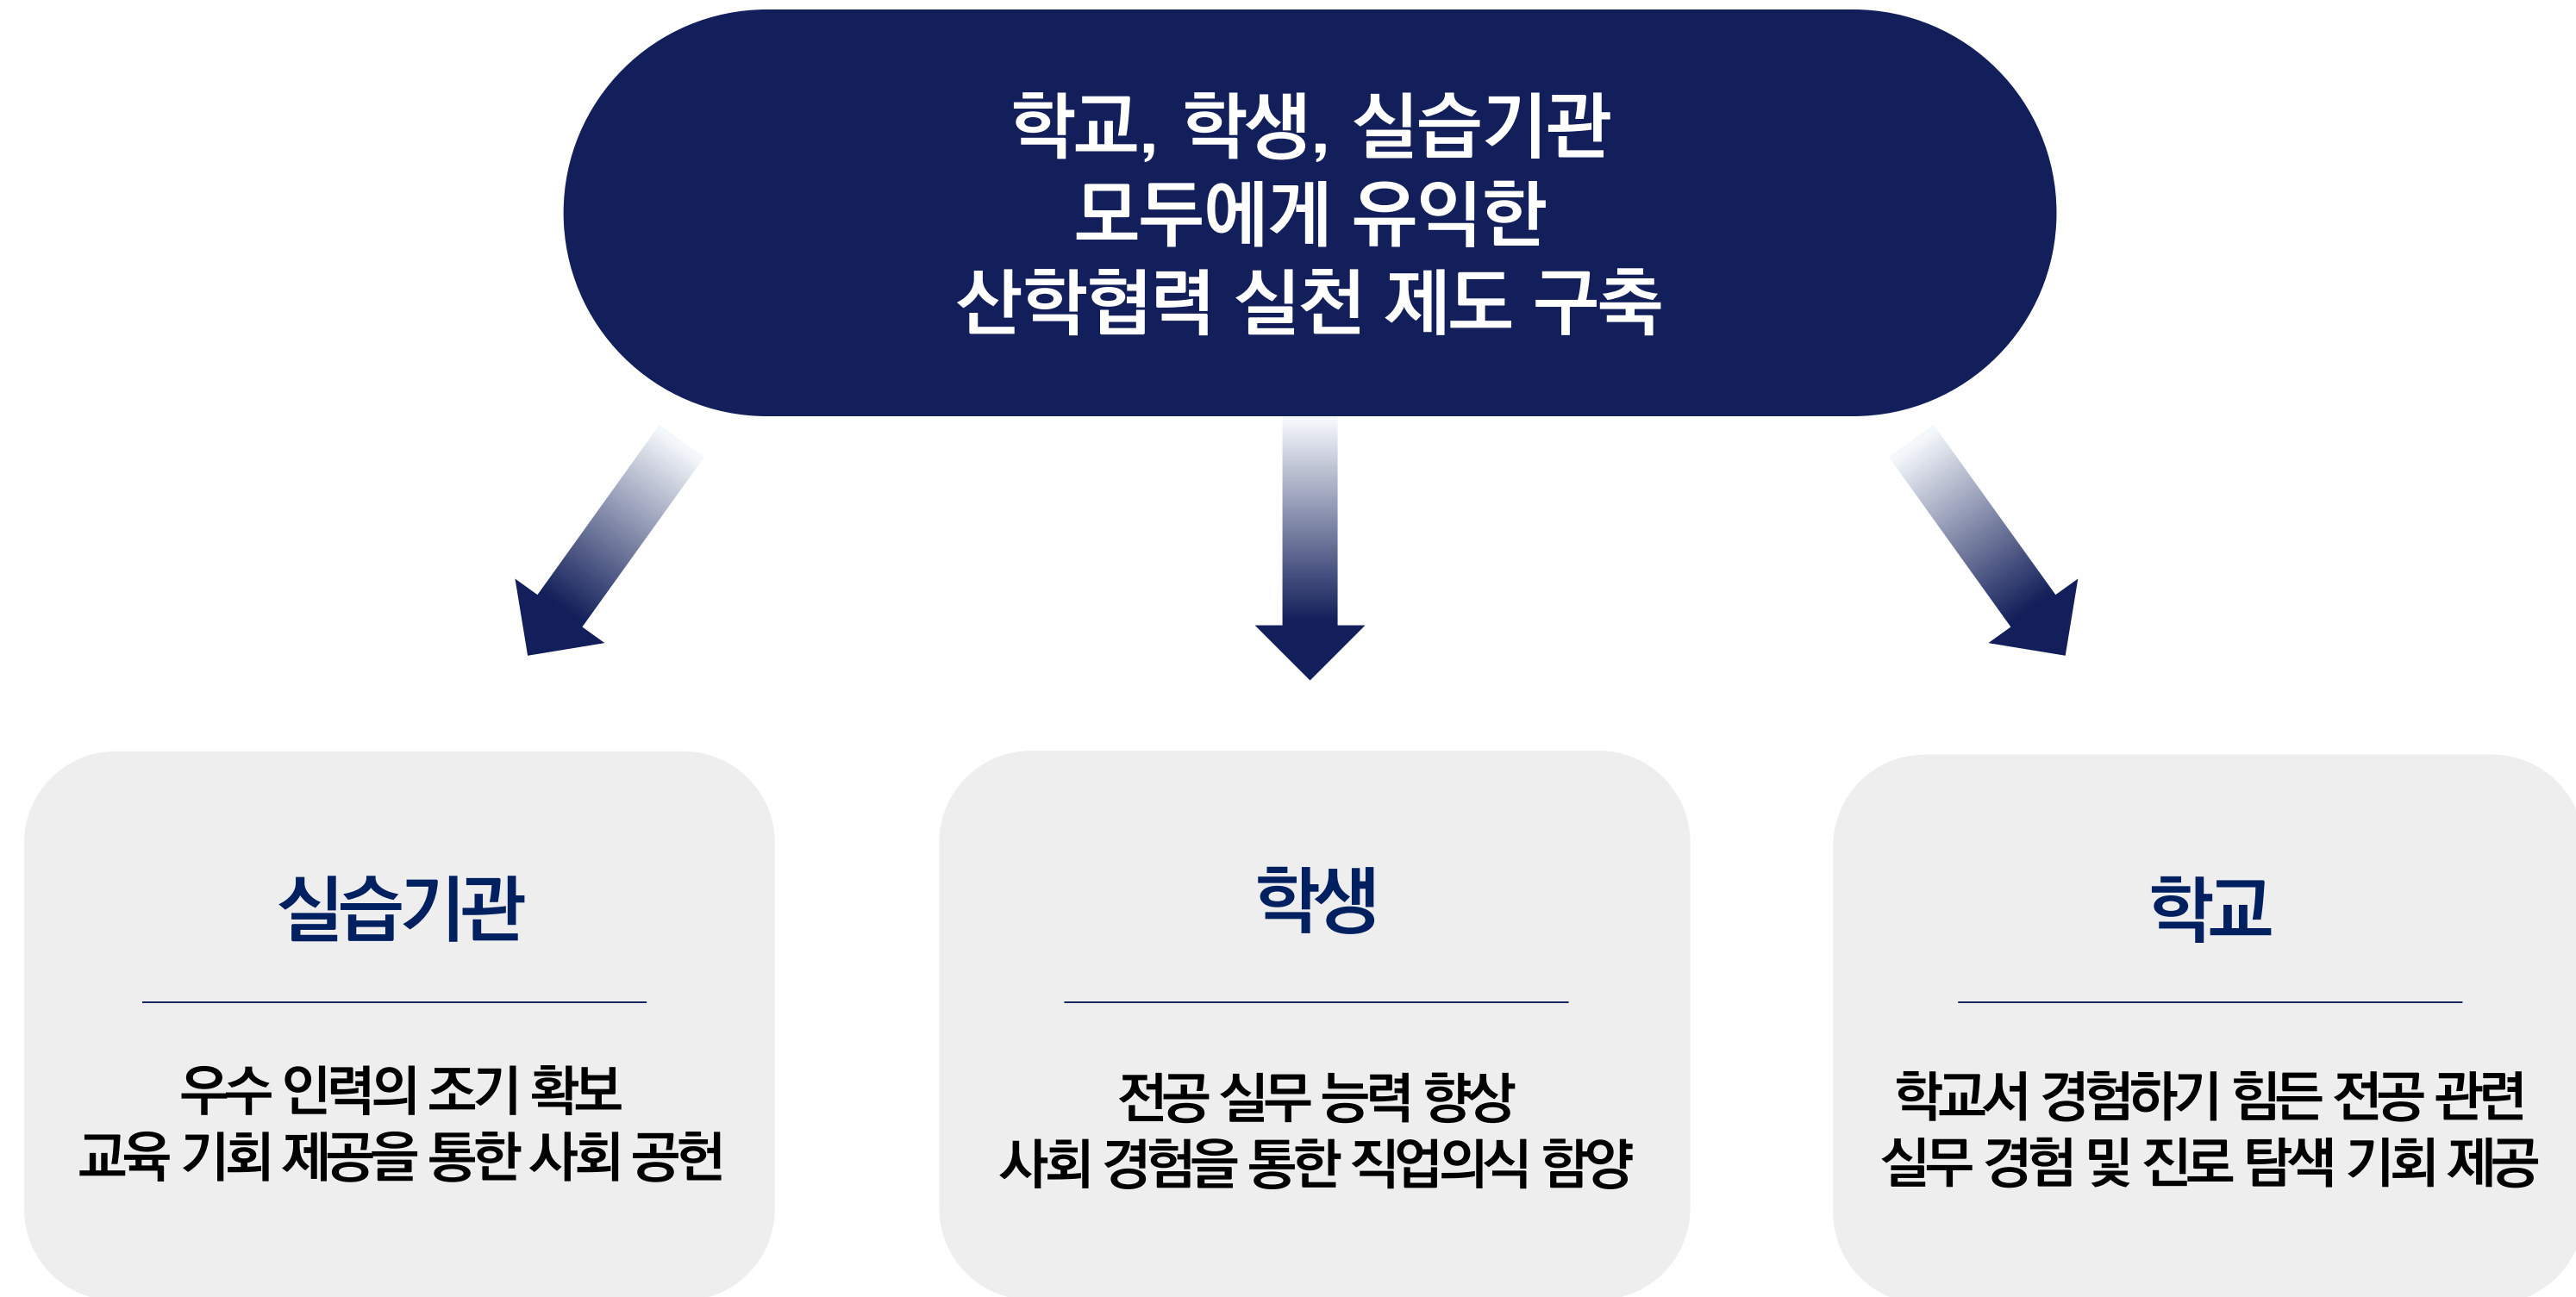 학교, 학생, 실습기관
모두에게 유익한
산학협력 실천 제도 구축
실습기관
우수 인력의 조기 확보
교육 기회 제공을 통한 사회 공헌
학생
전공 실무 능력 향상
사회 경험을 통한 직업의식 함양
학교
학교서 경험하기 힘든 전공 관련
실무 경험 및 진로 탐색 기회 제공